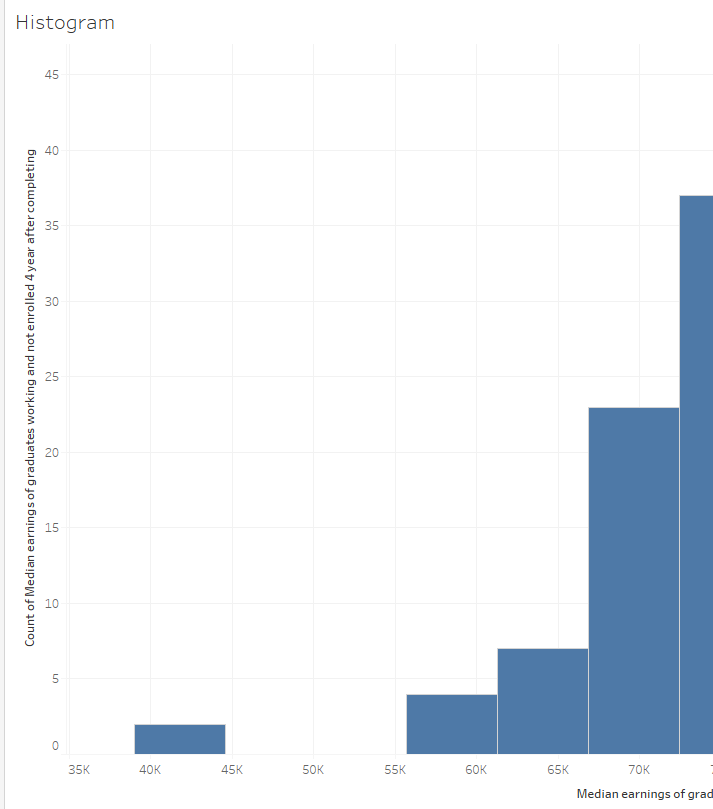 Histogram
Count of Median earnings of graduates working and not enrolled 4 year after completing
45
40
35
30
25
20
15
10
5
0
35K 40K 45K 50K 55K 60K 65K 70K
Median earnings of grad